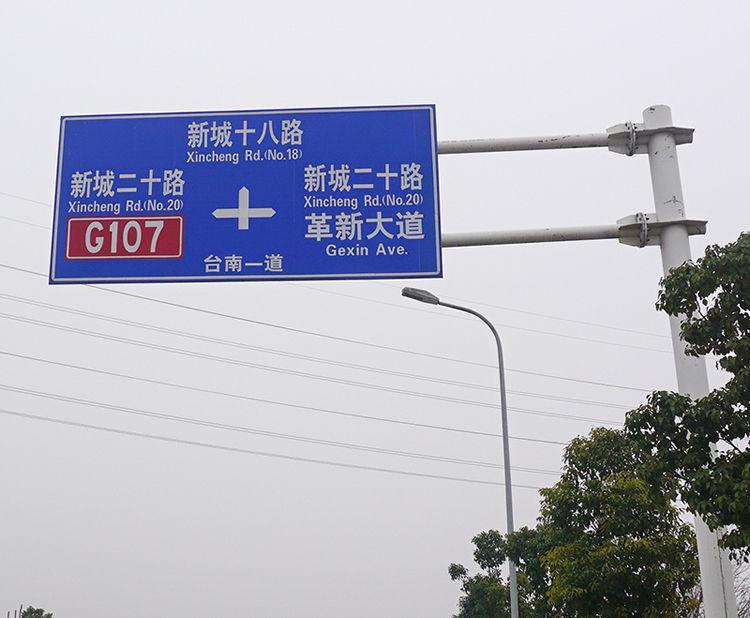 新城十八路
Xincheng Rd.(No.18)
新城二十路
Xincheng Rd.(No.20)
G107
新城二十路
Xincheng Rd.(No.20)
革新大道
Gexin Ave.
台南一道